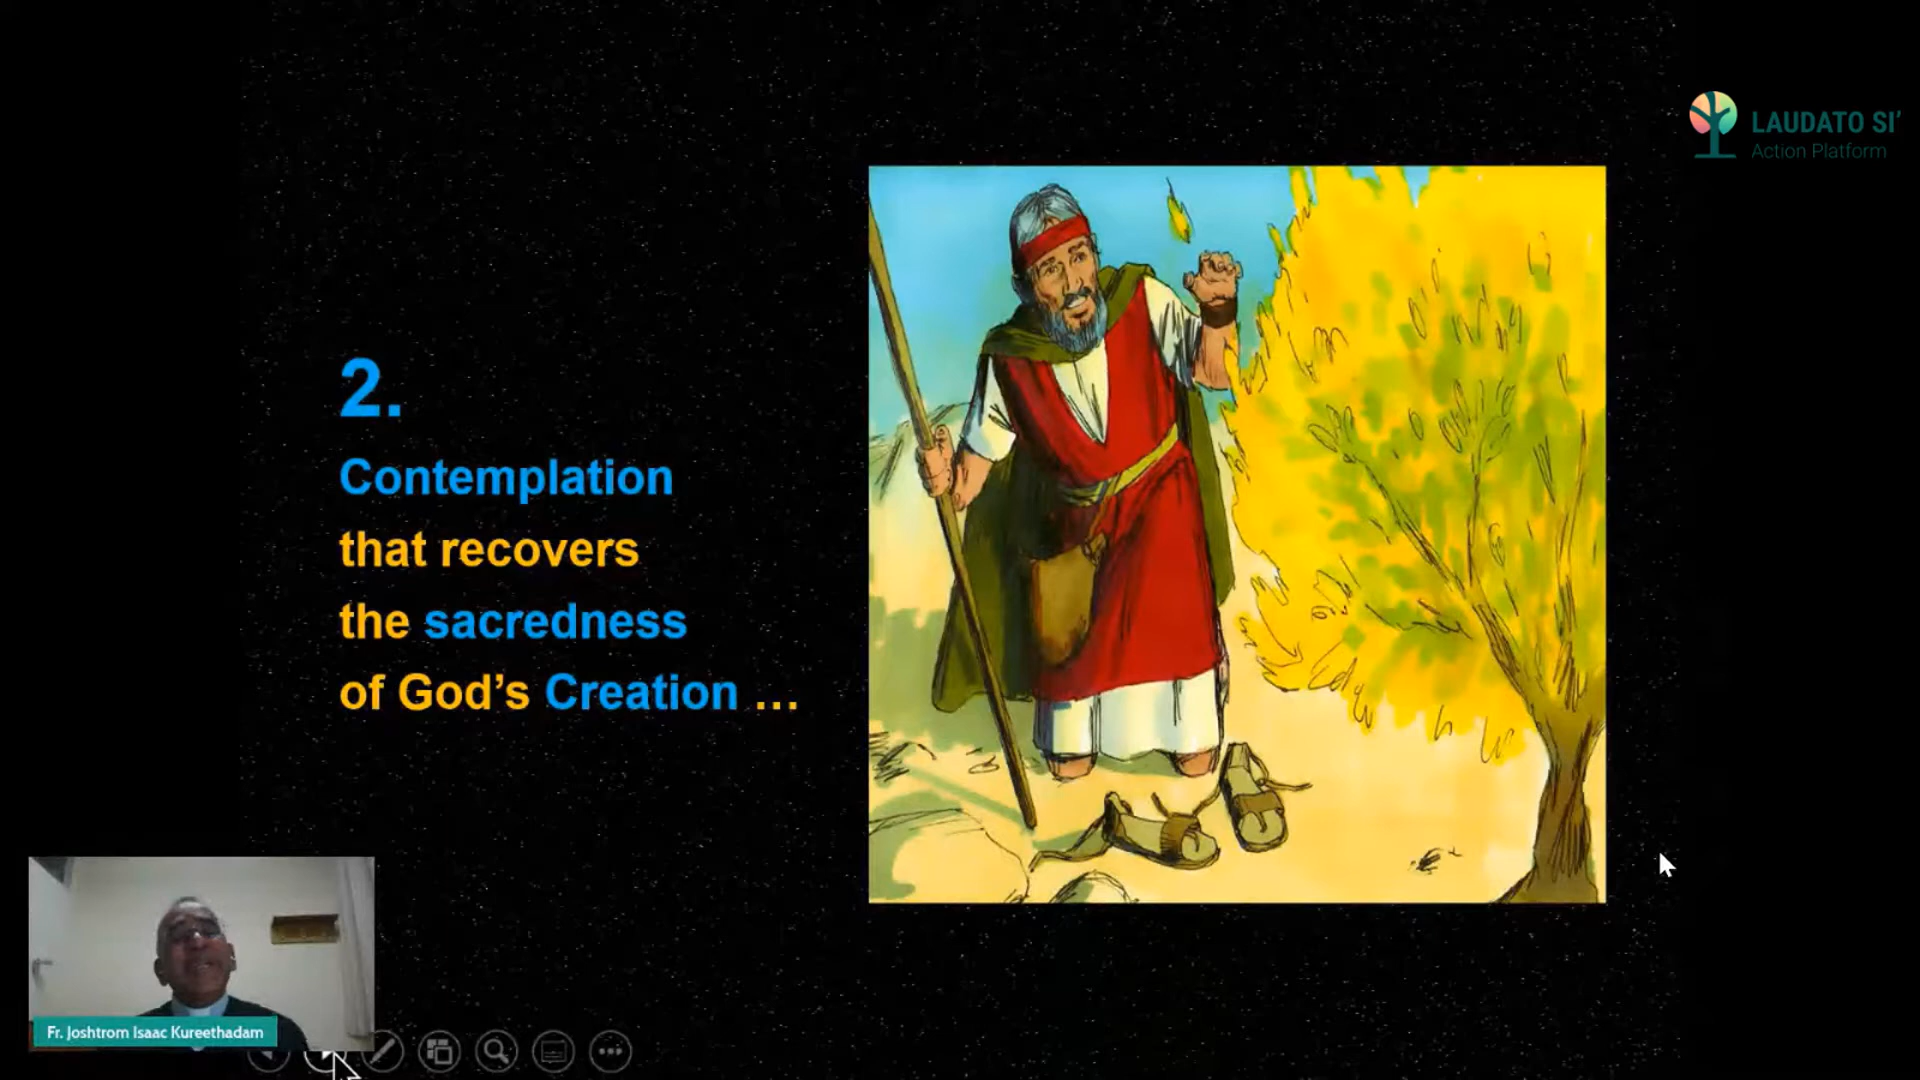 LAUDATO SI’
Action Platform
2.
Contemplation
that recovers
the sacredness
of God’s Creation ...
Fr. Joshtrom Isaac Kureethadam